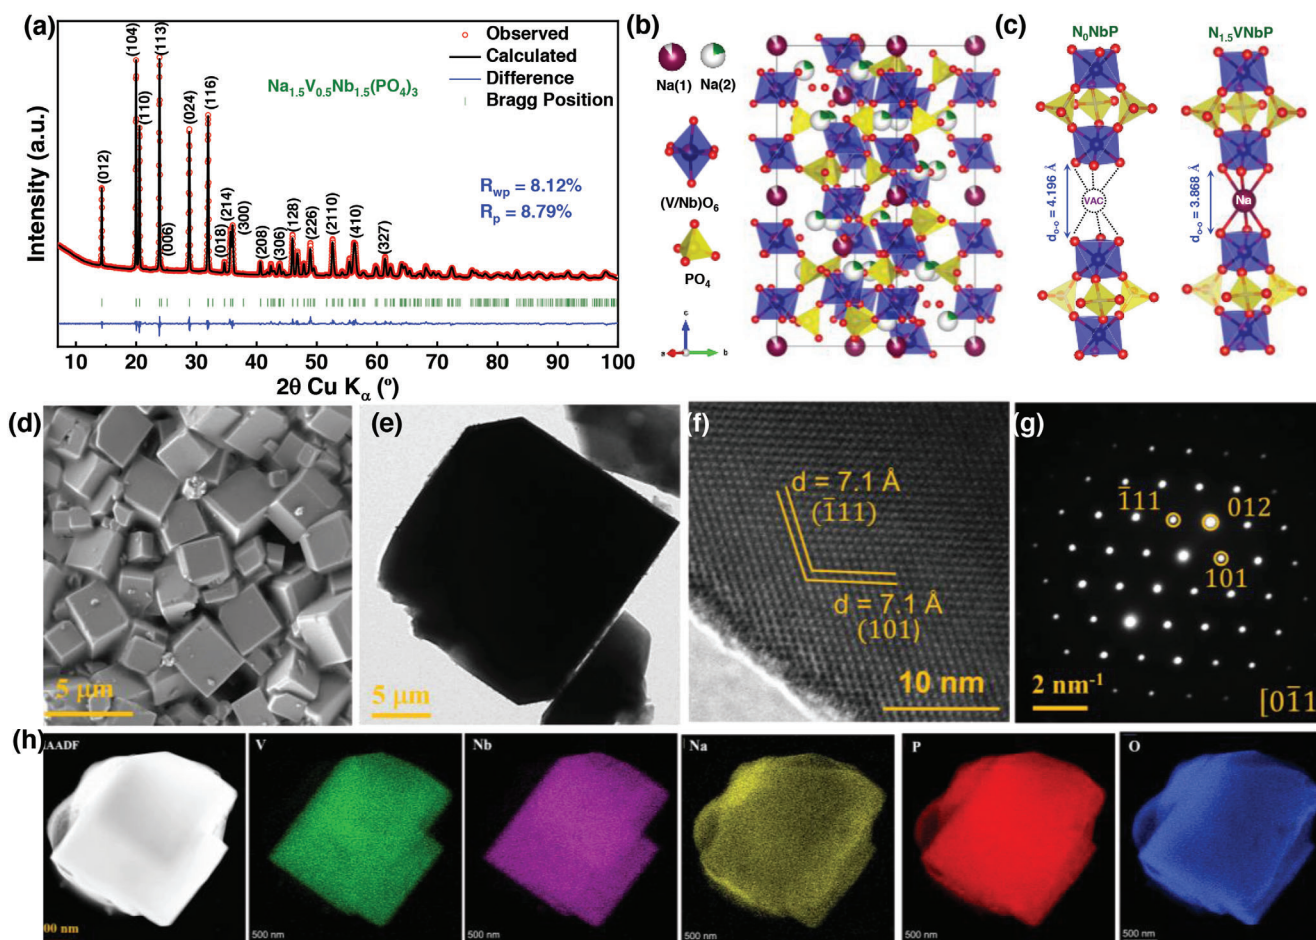 (a)
Observed
Calculated
Difference
Bragg Position
Na1.5V0.5Nb1.5(PO4)3
Rwp = 8.12%
Rp = 8.79%
(012)
(104)
(110)
(113)
(006)
(024)
(116)
(018)
(214)
(300)
(208)
(306)
(128)
(226)
(2110)
(410)
(327)
Intensity (a.u.)
10 20 30 40 50 60 70 80 90 100
2θ Cu Kα (º)
(b)
Na(1) Na(2)
(V/Nb)O6
PO4
c
a
b
(c)
N0NbP
N1.5VNbP
do-o = 4.196 Å
VAC
do-o = 3.868 Å
Na
(d)
5 μm
(e)
5 μm
(f)
d = 7.1 Å
(1̅11)
d = 7.1 Å
(101)
10 nm
(g)
1̅11
012
101
2 nm-1
[01̅1
(h)
IAADF
00 nm
V
500 nm
Nb
500 nm
Na
500 nm
P
500 nm
O
500 nm